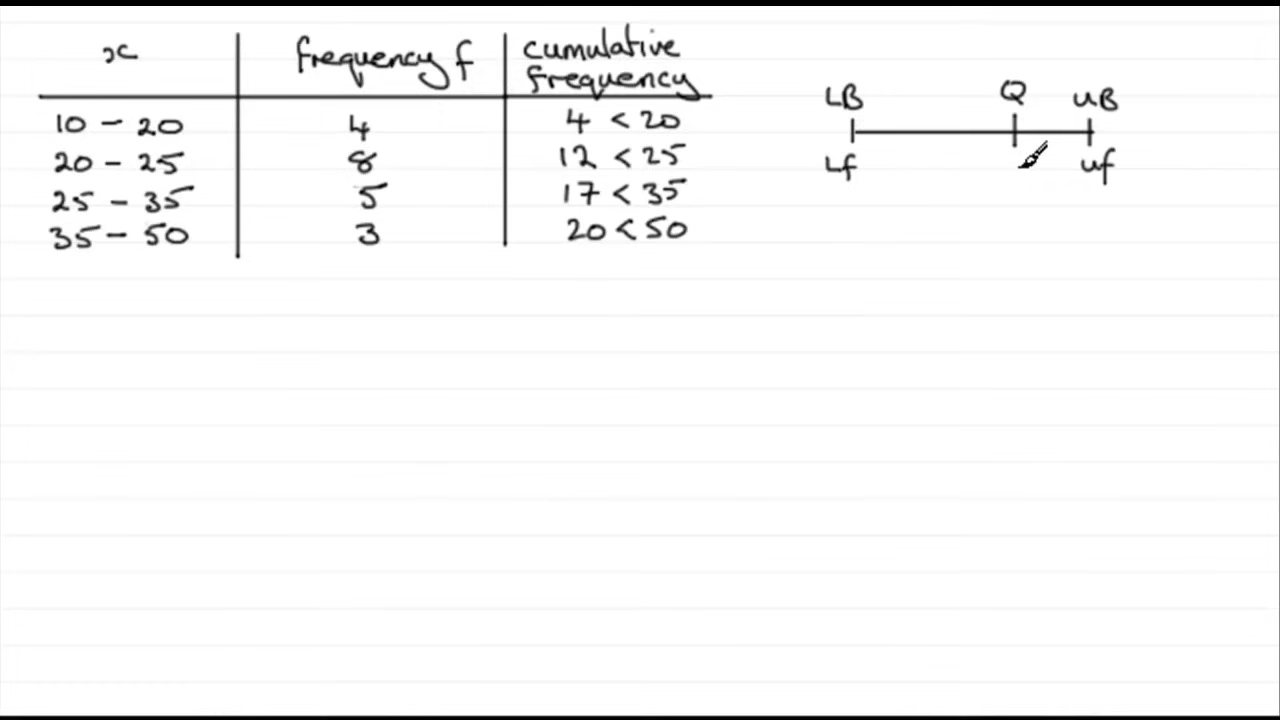 x frequency f cumulative frequency
10 - 20 4 4 < 20
20 - 25 8 12 < 25
25 - 35 5 17 < 35
35 - 50 3 20 < 50
LB Q UB
Lf uf